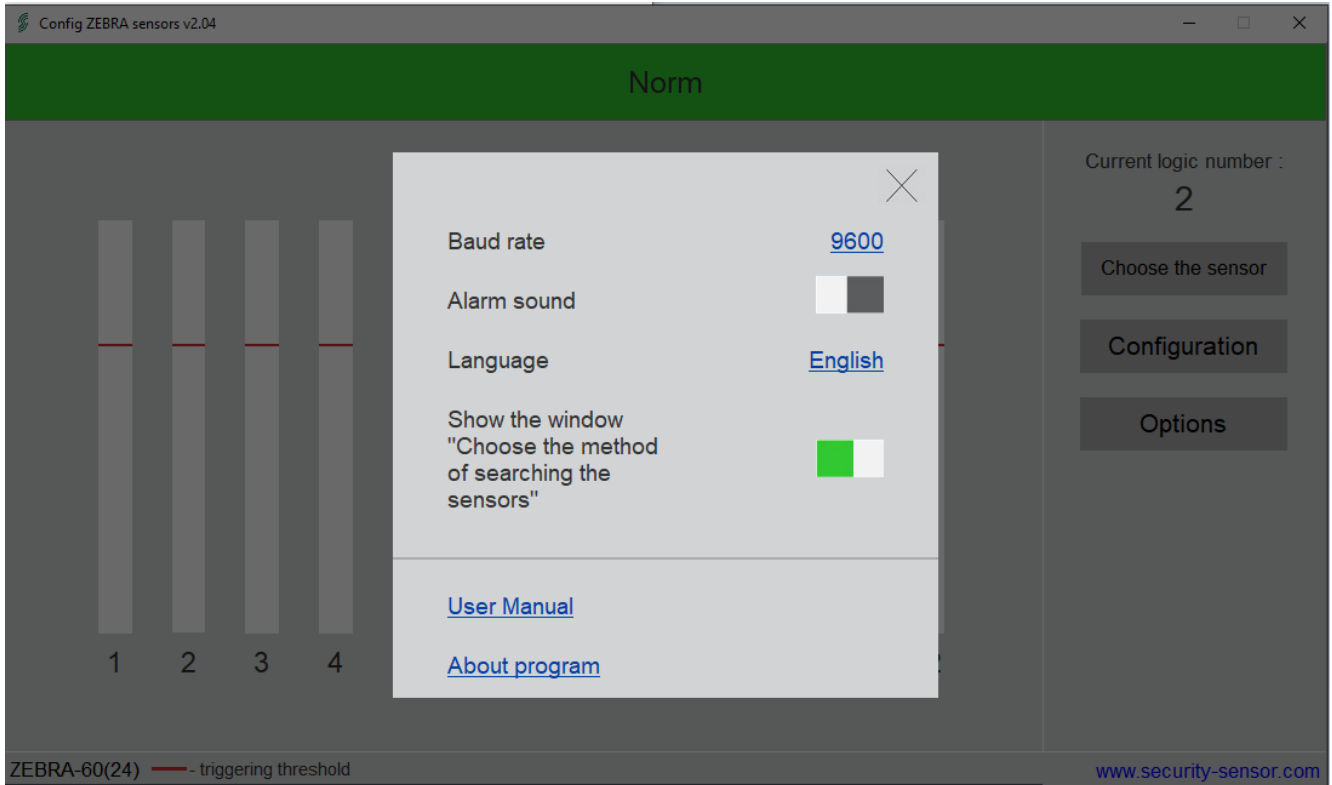 Config ZEBRA sensors v2.04
Norm
Current logic number :
2
Choose the sensor
Configuration
Options
Baud rate 9600
Alarm sound
Language English
Show the window
"Choose the method
of searching the
sensors"
User Manual
About program
1 2 3 4
ZEBRA-60(24) - triggering threshold
www.security-sensor.com